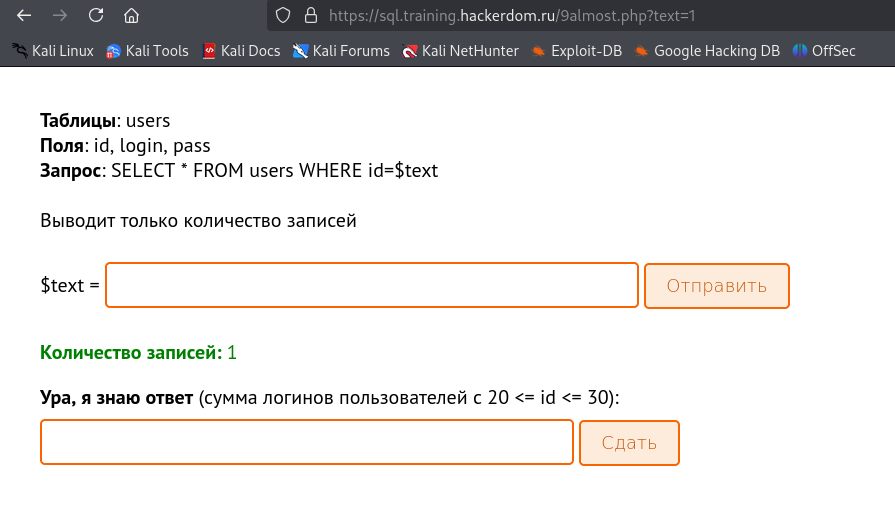 https://sql.training.hackerdom.ru/9almost.php?text=1
Kali Linux Kali Tools Kali Docs Kali Forums Kali NetHunter Exploit-DB Google Hacking DB OffSec
Таблицы: users
Поля: id, login, pass
Запрос: SELECT * FROM users WHERE id=$text
Выводит только количество записей
$text = Отправить
Количество записей: 1
Ура, я знаю ответ (сумма логинов пользователей с 20 <= id <= 30):
Сдать